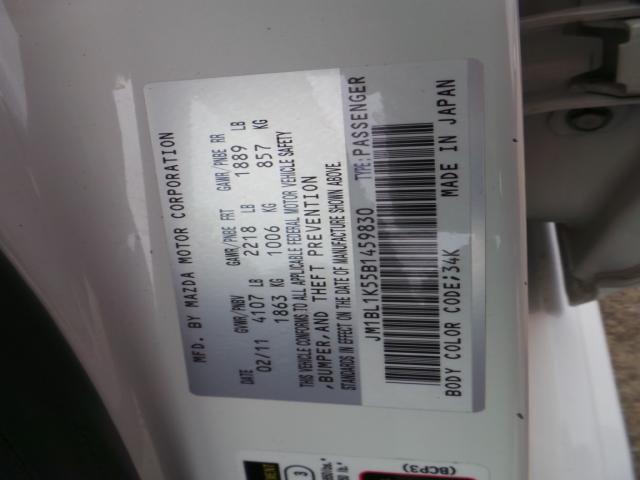 MFD. BY MAZDA MOTOR CORPORATION
DATE GVWR/PNBV GAWR/PNBE FRT GAWR/PNBE RR
02/11 4107 LB 2218 LB 1889 LB
1863 KG 1006 KG 857 KG
THIS VEHICLE CONFORMS TO ALL APPLICABLE FEDERAL MOTOR VEHICLE SAFETY
, BUMPER, AND THEFT PREVENTION
STANDARDS IN EFFECT ON THE DATE OF MANUFACTURE SHOWN ABOVE.
JM1BL1K55B1459830 TYPE:PASSENGER
BODY COLOR CODE/34K MADE IN JAPAN
3
(BCP3)